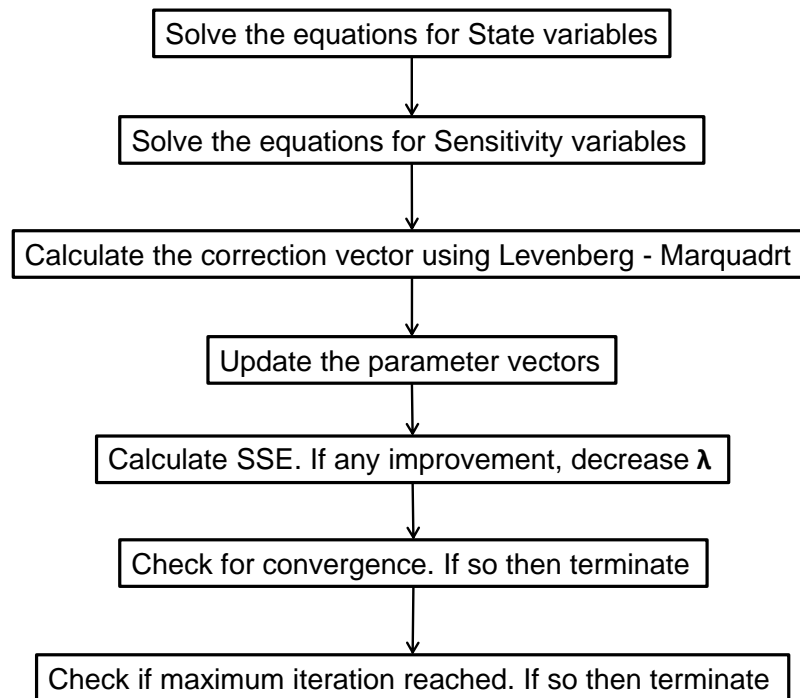 Solve the equations for State variables
Solve the equations for Sensitivity variables
Calculate the correction vector using Levenberg - Marquadrt
Update the parameter vectors
Calculate SSE. If any improvement, decrease λ
Check for convergence. If so then terminate
Check if maximum iteration reached. If so then terminate